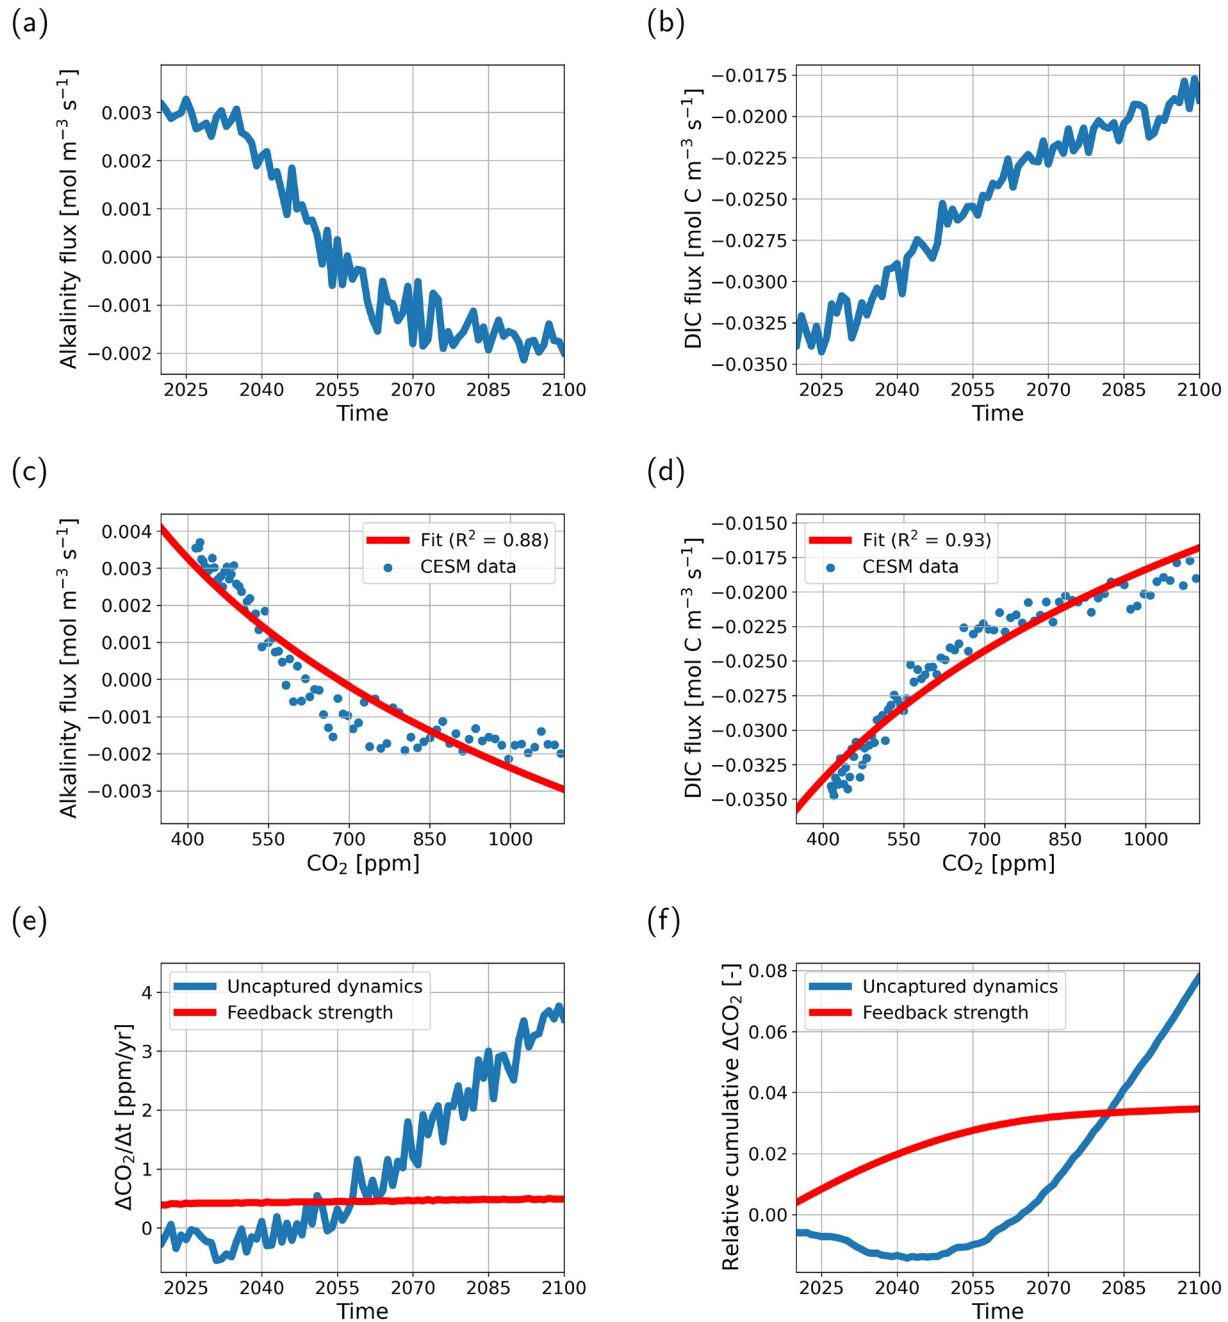 (a)
Alkalinity flux [mol m⁻³ s⁻¹]
0.003
0.002
0.001
0.000
−0.001
−0.002
2025 2040 2055 2070 2085 2100
Time
(b)
DIC flux [mol C m⁻³ s⁻¹]
−0.0175
−0.0200
−0.0225
−0.0250
−0.0275
−0.0300
−0.0325
−0.0350
2025 2040 2055 2070 2085 2100
Time
(c)
Alkalinity flux [mol m⁻³ s⁻¹]
0.004
0.003
0.002
0.001
0.000
−0.001
−0.002
−0.003
Fit (R² = 0.88)
CESM data
400 550 700 850 1000
CO₂ [ppm]
(d)
DIC flux [mol C m⁻³ s⁻¹]
−0.0150
−0.0175
−0.0200
−0.0225
−0.0250
−0.0275
−0.0300
−0.0325
−0.0350
Fit (R² = 0.93)
CESM data
400 550 700 850 1000
CO₂ [ppm]
(e)
ΔCO₂/Δt [ppm/yr]
4
3
2
1
0
Uncaptured dynamics
Feedback strength
2025 2040 2055 2070 2085 2100
Time
(f)
Relative cumulative ΔCO₂ [-]
0.08
0.06
0.04
0.02
0.00
Uncaptured dynamics
Feedback strength
2025 2040 2055 2070 2085 2100
Time